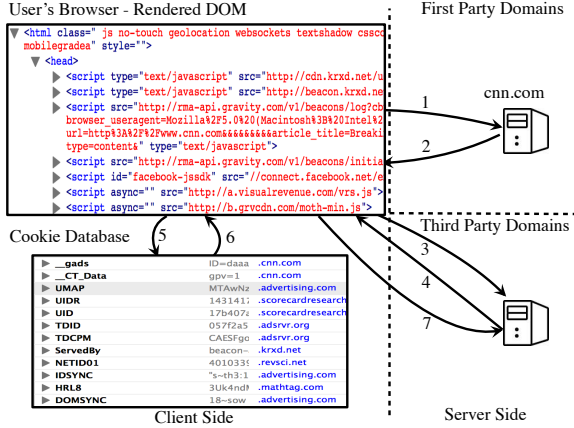 User's Browser - Rendered DOM
First Party Domains
<html class=" js no-touch geolocation websockets textshadow cssco
mobilegradea" style="">
<head>
<script type="text/javascript" src="http://cdn.krxd.net/u
<script type="text/javascript" src="http://beacon.krxd.ne
<script src="http://rma-api.gravity.com/v1/beacons/log?cb
browser_useragent=Mozilla%2F5.0%20(Macintosh%3B%20Intel%2
url=http%3A%2F%2Fwww.cnn.com&&&&&&&&&article_title=Breaki
type=content&" type="text/javascript">
<script src="http://rma-api.gravity.com/v1/beacons/initia
<script id="facebook-jssdk" src="//connect.facebook.net/e
<script async="" src="http://a.visualrevenue.com/vrs.js">
<script async="" src="http://b.grvcdn.com/moth-min.js">
1
2
cnn.com
Third Party Domains
Cookie Database
5
6
3
4
7
__gads ID=daaa .cnn.com
__CT_Data gpv=1 .cnn.com
UMAP MTAwNz .advertising.com
UIDR 1431417 .scorecardresearch
UID 17b407a .scorecardresearch
TDID 057f2a5 .adsrvr.org
TDCPM CAESFgo .adsrvr.org
ServedBy beacon- .krxd.net
NETID01 4010339 .revsci.net
IDSYNC "s~th3:1 .advertising.com
HRL8 3Uk4ndN .mathtag.com
DOMSYNC 18~sow .advertising.com
Client Side
Server Side